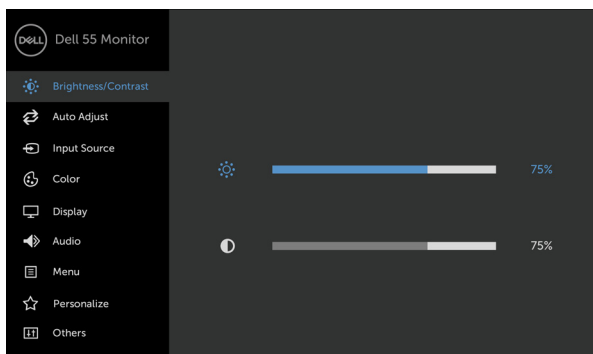 DELL
Dell 55 Monitor
Brightness/Contrast
Auto Adjust
Input Source
Color
Display
Audio
Menu
Personalize
Others
75%
75%